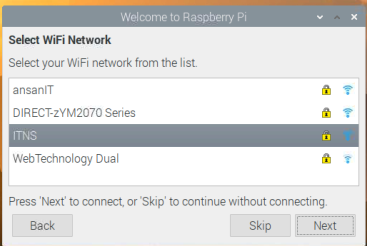 Welcome to Raspberry Pi
Select WiFi Network
Select your WiFi network from the list.
ansanIT
DIRECT-zYM2070 Series
ITNS
WebTechnology Dual
Press 'Next' to connect, or 'Skip' to continue without connecting.
Back Skip Next